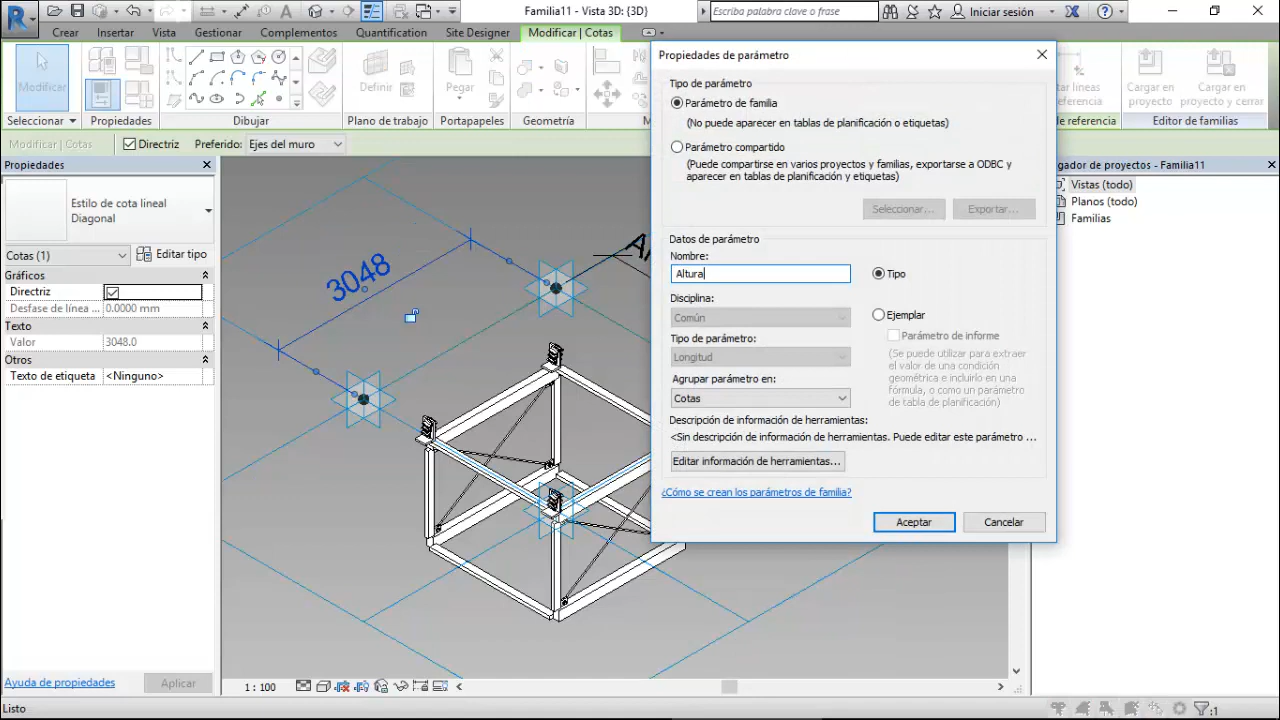 Familia11 - Vista 3D: {3D}
Escriba palabra clave o frase
Iniciar sesión
Crear
Insertar
Vista
Gestionar
Complementos
Quantification
Site Designer
Modificar | Cotas
Modificar
Definir
Pegar
Cargar en
proyecto
Cargar en
proyecto y cerrar
Seleccionar
Propiedades
Dibujar
Plano de trabajo
Portapapeles
Geometría
Editor de familias
Modificar | Cotas
Directriz
Preferido:
Ejes del muro
Propiedades
Estilo de cota lineal
Diagonal
Cotas (1)
Editar tipo
Gráficos
Directriz
Desfase de línea ...
0.0000 mm
Texto
Valor
3048.0
Otros
Texto de etiqueta
<Ninguno>
Ayuda de propiedades
Aplicar
3048
1 : 100
Propiedades de parámetro
Tipo de parámetro
Parámetro de familia
(No puede aparecer en tablas de planificación o etiquetas)
Parámetro compartido
(Puede compartirse en varios proyectos y familias, exportarse a ODBC y
aparecer en tablas de planificación y etiquetas)
Seleccionar...
Exportar...
Datos de parámetro
Nombre:
Altura
Tipo
Disciplina:
Común
Ejemplar
Parámetro de informe
Tipo de parámetro:
Longitud
(Se puede utilizar para extraer
el valor de una condición
geométrica e incluirlo en una
fórmula, o como un parámetro
de tabla de planificación)
Agrupar parámetro en:
Cotas
Descripción de información de herramientas:
<Sin descripción de información de herramientas. Puede editar este parámetro ...
Editar información de herramientas...
¿Cómo se crean los parámetros de familia?
Aceptar
Cancelar
gador de proyectos - Familia11
Vistas (todo)
Planos (todo)
Familias
Listo
:1